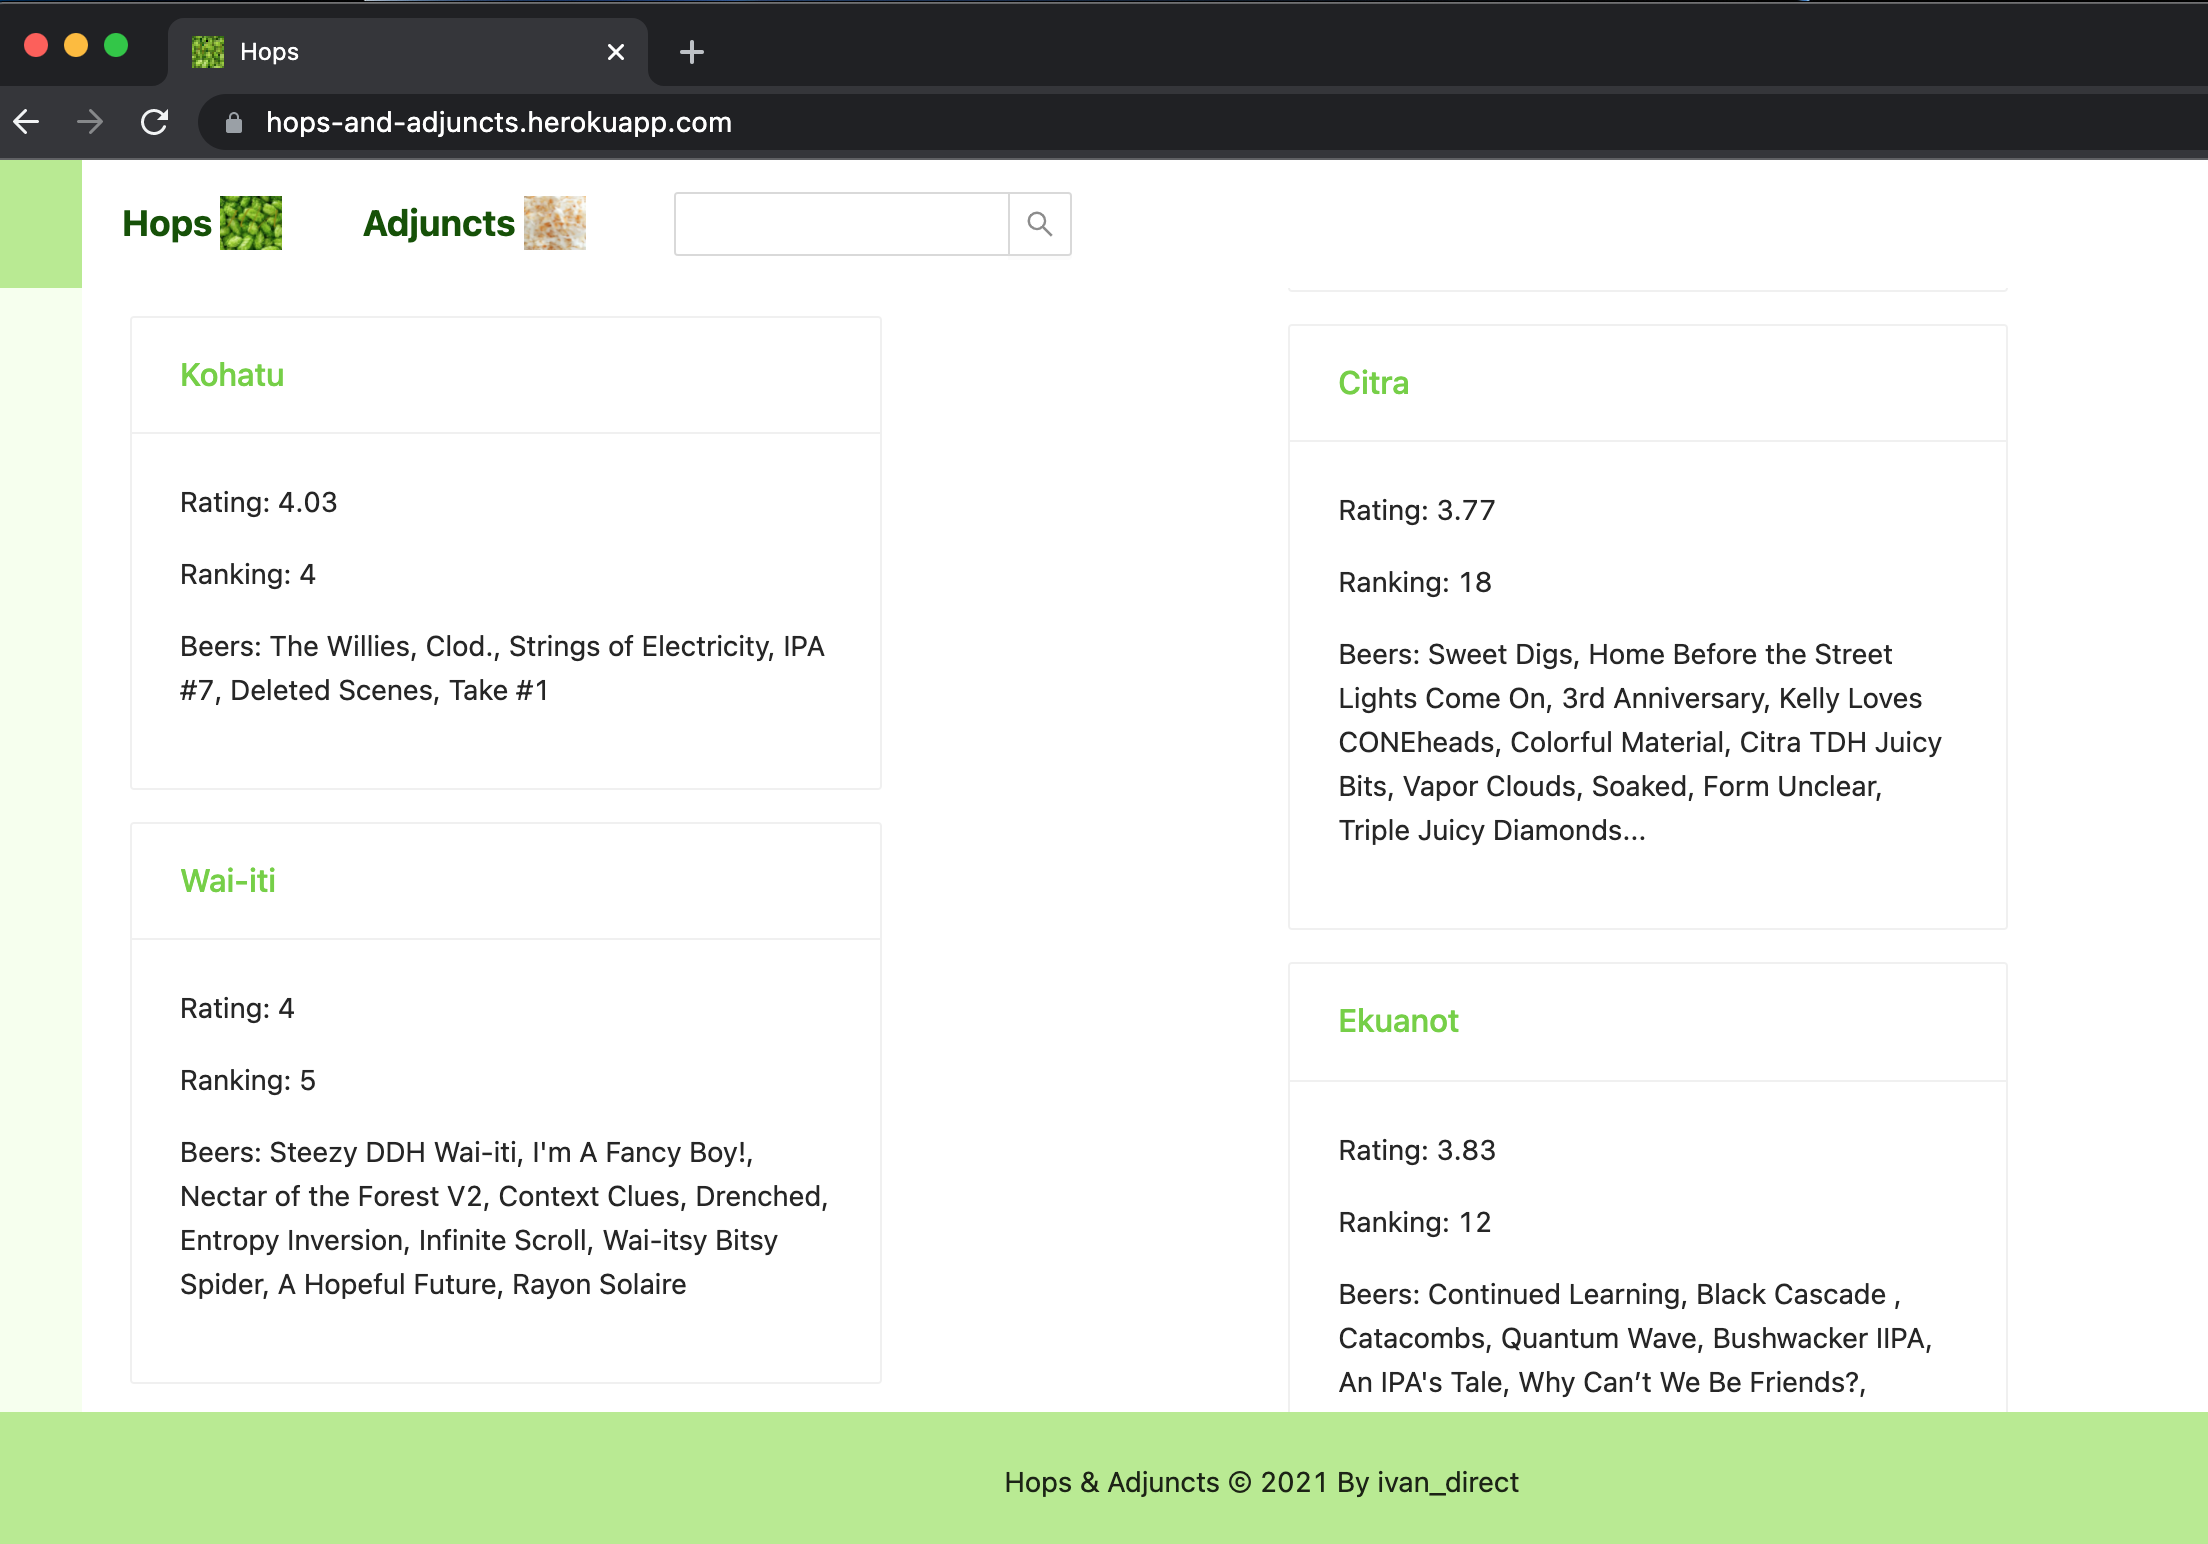 Hops
hops-and-adjuncts.herokuapp.com
Hops
Adjuncts
Kohatu
Rating: 4.03
Ranking: 4
Beers: The Willies, Clod., Strings of Electricity, IPA
#7, Deleted Scenes, Take #1
Wai-iti
Rating: 4
Ranking: 5
Beers: Steezy DDH Wai-iti, I'm A Fancy Boy!,
Nectar of the Forest V2, Context Clues, Drenched,
Entropy Inversion, Infinite Scroll, Wai-itsy Bitsy
Spider, A Hopeful Future, Rayon Solaire
Citra
Rating: 3.77
Ranking: 18
Beers: Sweet Digs, Home Before the Street
Lights Come On, 3rd Anniversary, Kelly Loves
CONEheads, Colorful Material, Citra TDH Juicy
Bits, Vapor Clouds, Soaked, Form Unclear,
Triple Juicy Diamonds...
Ekuanot
Rating: 3.83
Ranking: 12
Beers: Continued Learning, Black Cascade ,
Catacombs, Quantum Wave, Bushwacker IIPA,
An IPA's Tale, Why Can’t We Be Friends?,
Hops & Adjuncts © 2021 By ivan_direct